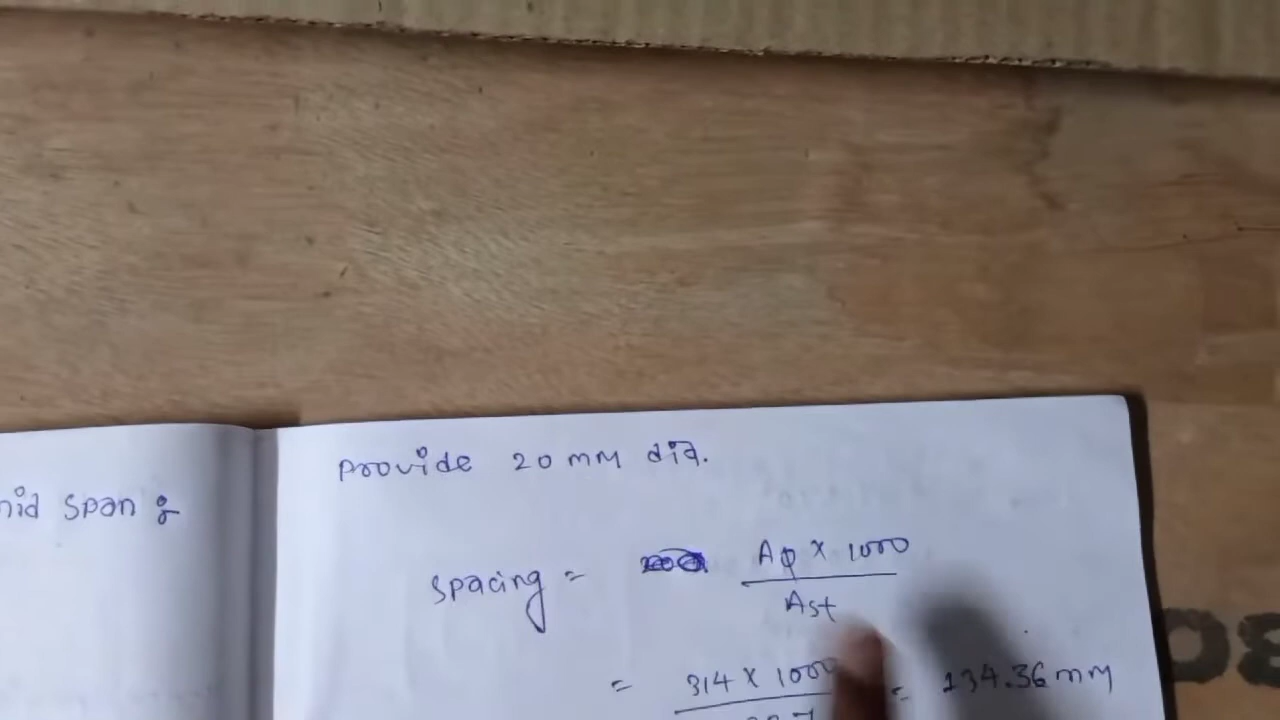 Provide 20 mm dia.
mid span :
spacing = Aφ x 1000
Ast
= 314 x 1000 = 134.36 mm